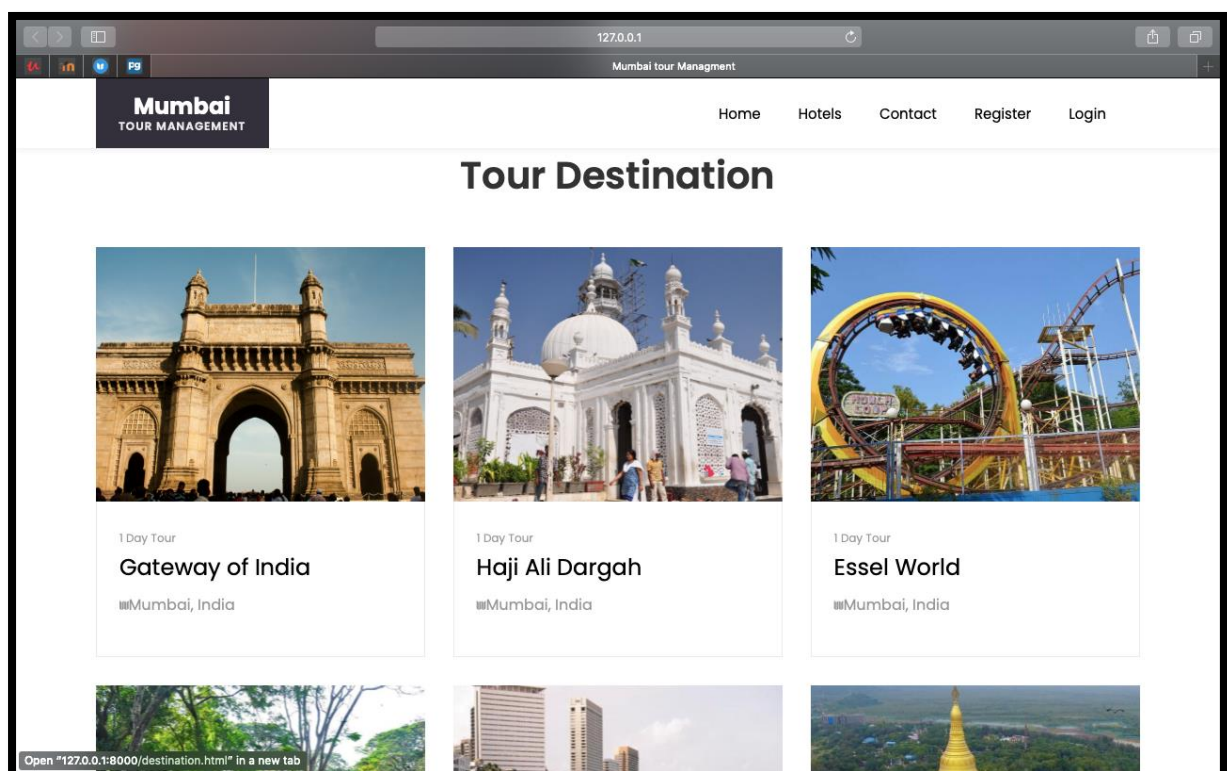 127.0.0.1
in
Mumbai tour Managment
Mumbai
TOUR MANAGEMENT
Home Hotels Contact Register Login
Tour Destination
1 Day Tour
Gateway of India
Mumbai, India
1 Day Tour
Haji Ali Dargah
Mumbai, India
1 Day Tour
Essel World
Mumbai, India
Open "127.0.0.1:8000/destination.html" in a new tab